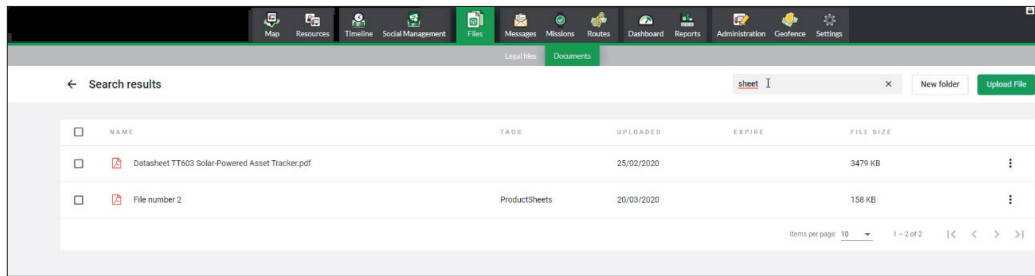 Map Resources Timeline Social Management Files Messages Missions Routes Dashboard Reports Administration Geofence Settings
Legal files Documents
← Search results sheet × New folder Upload File
NAME TAGS UPLOADED EXPIRE FILE SIZE
Datasheet TT603 Solar-Powered Asset Tracker.pdf 25/02/2020 3479 KB
File number 2 ProductSheets 20/03/2020 158 KB
Items per page: 10 1 – 2 of 2